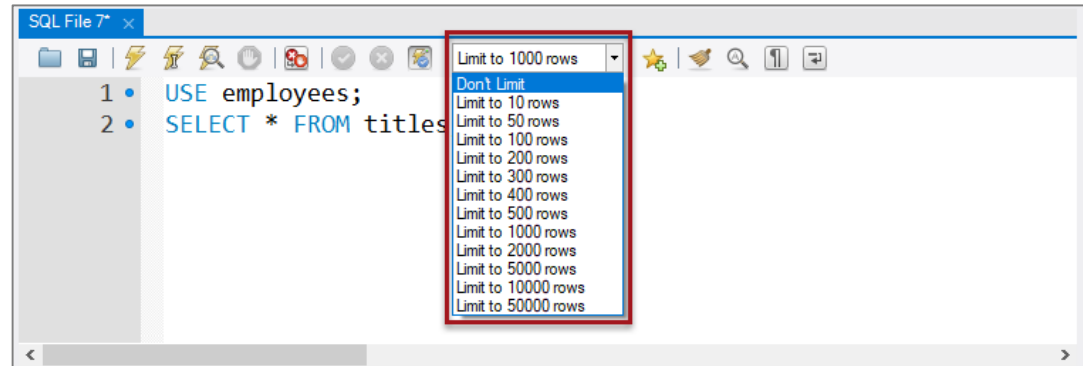 SQL File 7*
Limit to 1000 rows
1 USE employees;
2 SELECT * FROM titles
Don't Limit
Limit to 10 rows
Limit to 50 rows
Limit to 100 rows
Limit to 200 rows
Limit to 300 rows
Limit to 400 rows
Limit to 500 rows
Limit to 1000 rows
Limit to 2000 rows
Limit to 5000 rows
Limit to 10000 rows
Limit to 50000 rows